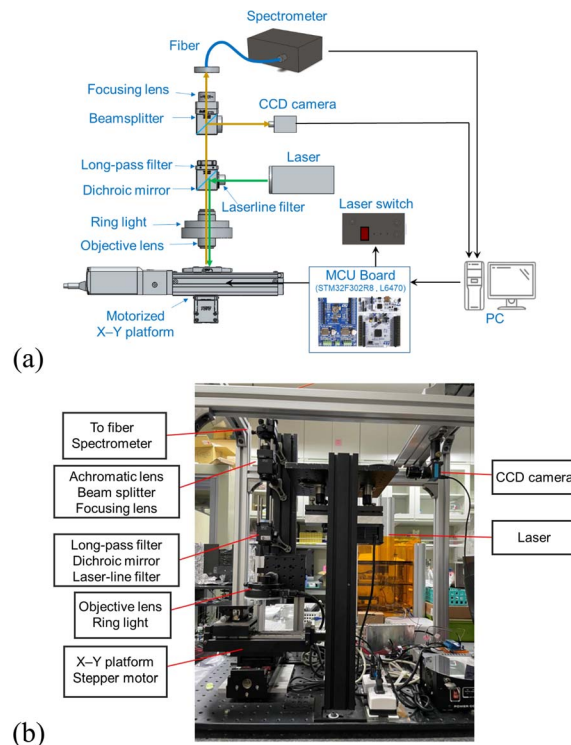 Spectrometer
Fiber
Focusing lens
CCD camera
Beamsplitter
Long-pass filter
Laser
Dichroic mirror
Laserline filter
Laser switch
Ring light
Objective lens
MCU Board
(STM32F302R8 , L6470)
Motorized
X–Y platform
PC
(a)
To fiber
Spectrometer
Achromatic lens
Beam splitter
Focusing lens
CCD camera
Long-pass filter
Dichroic mirror
Laser-line filter
Laser
Objective lens
Ring light
X–Y platform
Stepper motor
(b)